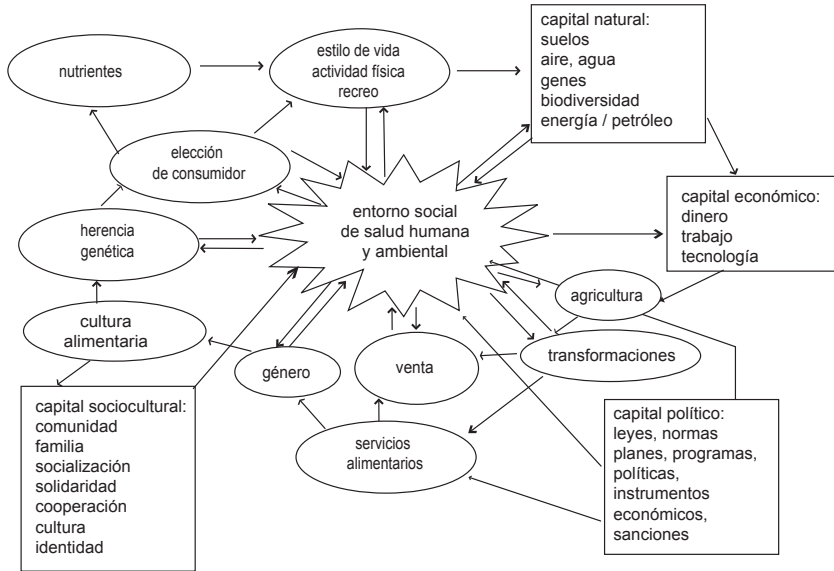 estilo de vida
actividad física
recreo
capital natural:
suelos
aire, agua
genes
biodiversidad
energía / petróleo
nutrientes
elección
de consumidor
capital económico:
dinero
trabajo
tecnología
herencia
genética
entorno social
de salud humana
y ambiental
agricultura
cultura
alimentaria
género
venta
transformaciones
capital sociocultural:
comunidad
familia
socialización
solidaridad
cooperación
cultura
identidad
servicios
alimentarios
capital político:
leyes, normas
planes, programas,
políticas,
instrumentos
económicos,
sanciones